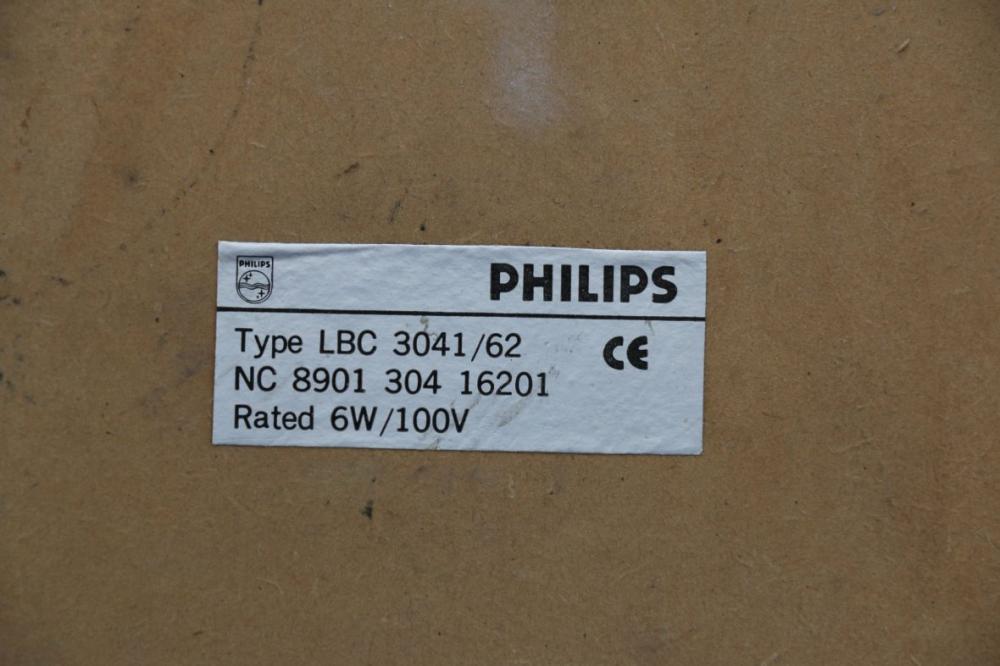 PHILIPS
PHILIPS
Type LBC 3041/62
CE
NC 8901 304 16201
Rated 6W/100V